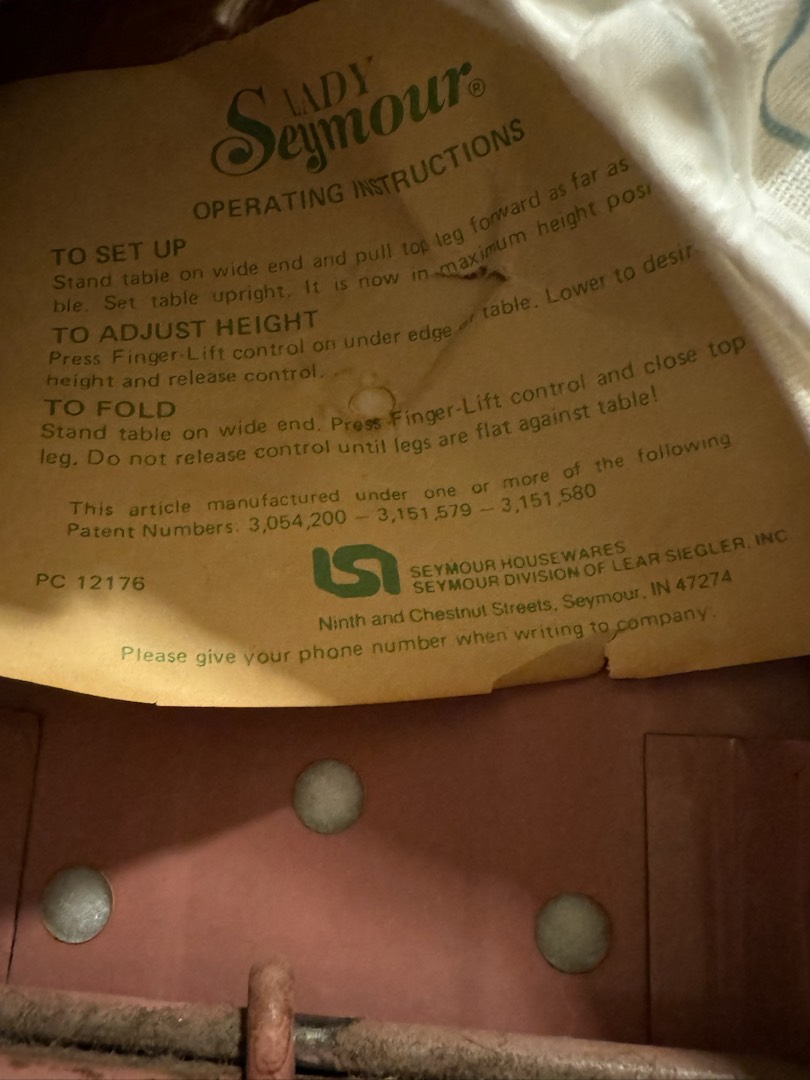 LADY
Seymour®
OPERATING INSTRUCTIONS
TO SET UP
Stand table on wide end and pull top leg forward as far as
ble. Set table upright. It is now in maximum height posi
TO ADJUST HEIGHT
Press Finger-Lift control on under edge table. Lower to desir
height and release control.
TO FOLD
Stand table on wide end. Press Finger-Lift control and close top
leg. Do not release control until legs are flat against table!
This article manufactured under one or more of the following
Patent Numbers. 3,054,200 — 3,151,579 — 3,151,580
PC 12176
LSI
SEYMOUR HOUSEWARES
SEYMOUR DIVISION OF LEAR SIEGLER, INC
Ninth and Chestnut Streets, Seymour, IN 47274
Please give your phone number when writing to company.